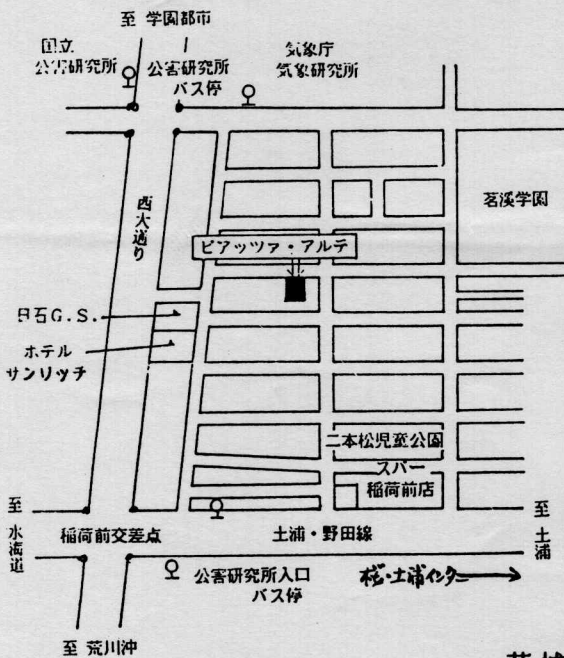 至 学園都市
国立
公害研究所
公害研究所
バス停
気象庁
気象研究所
茗溪学園
西大通り
ピアッツァ・アルテ
日石G.S.
ホテル
サンリッチ
二本松児童公園
スパー
稲荷前店
至 水海道
稲荷前交差点
土浦・野田線
至 土浦
公害研究所入口
バス停
桜・土浦インター
至 荒川沖